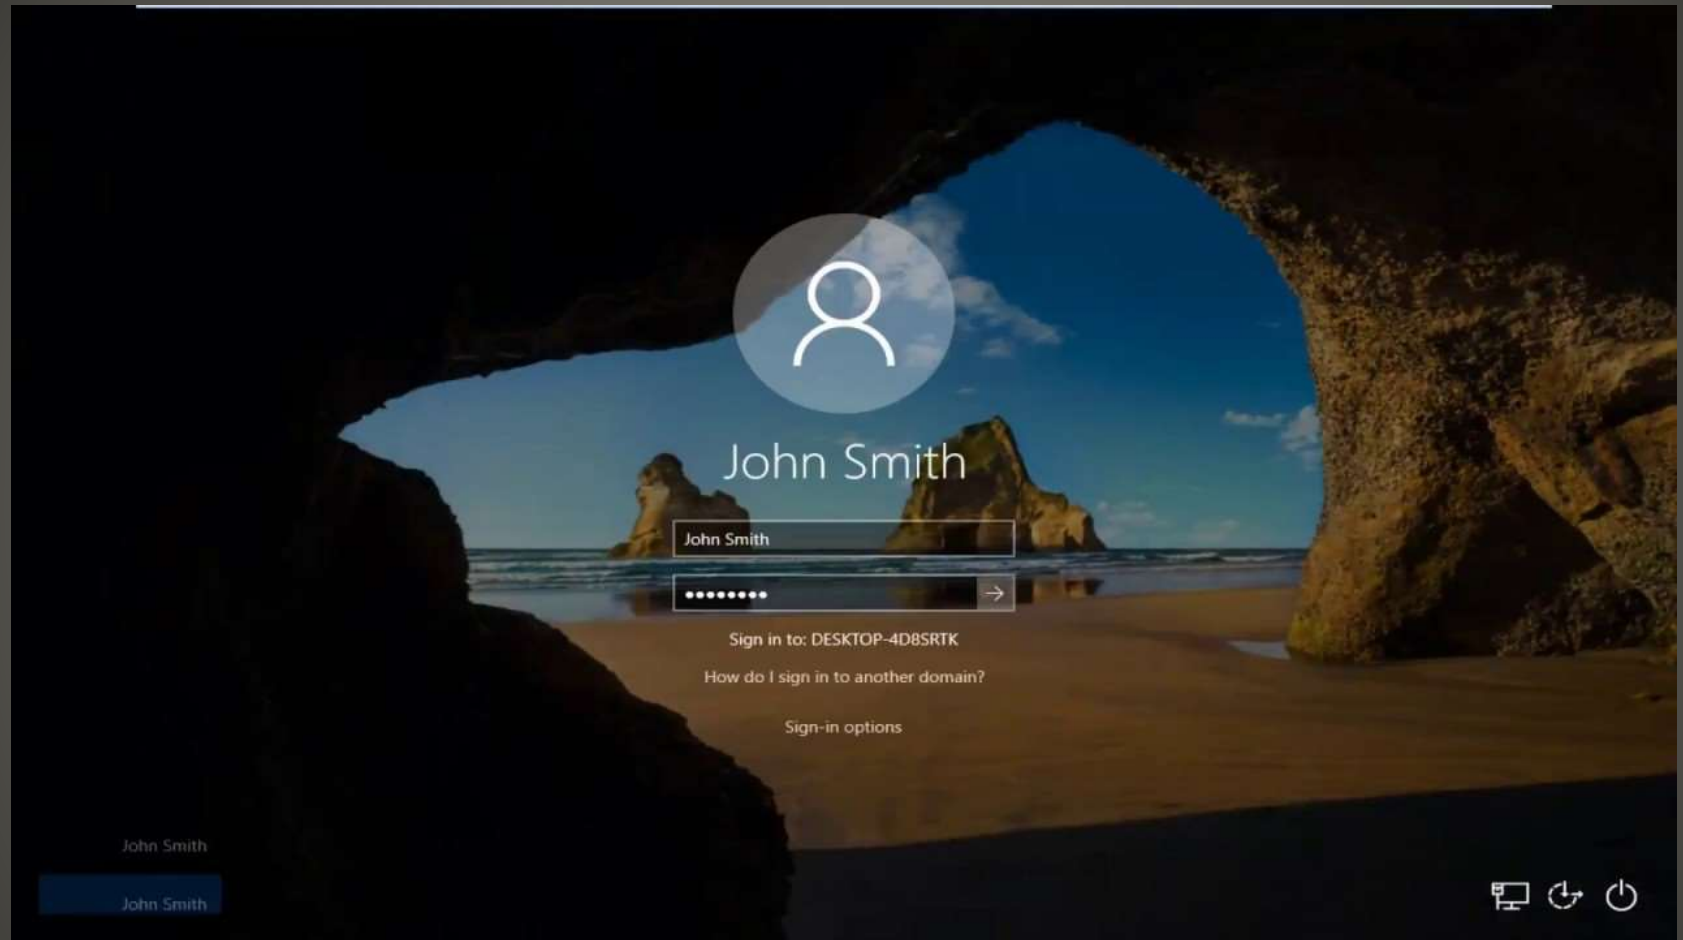 John Smith
John Smith
••••••••
Sign in to: DESKTOP-4D8SRTK
How do I sign in to another domain?
Sign-in options
John Smith
John Smith